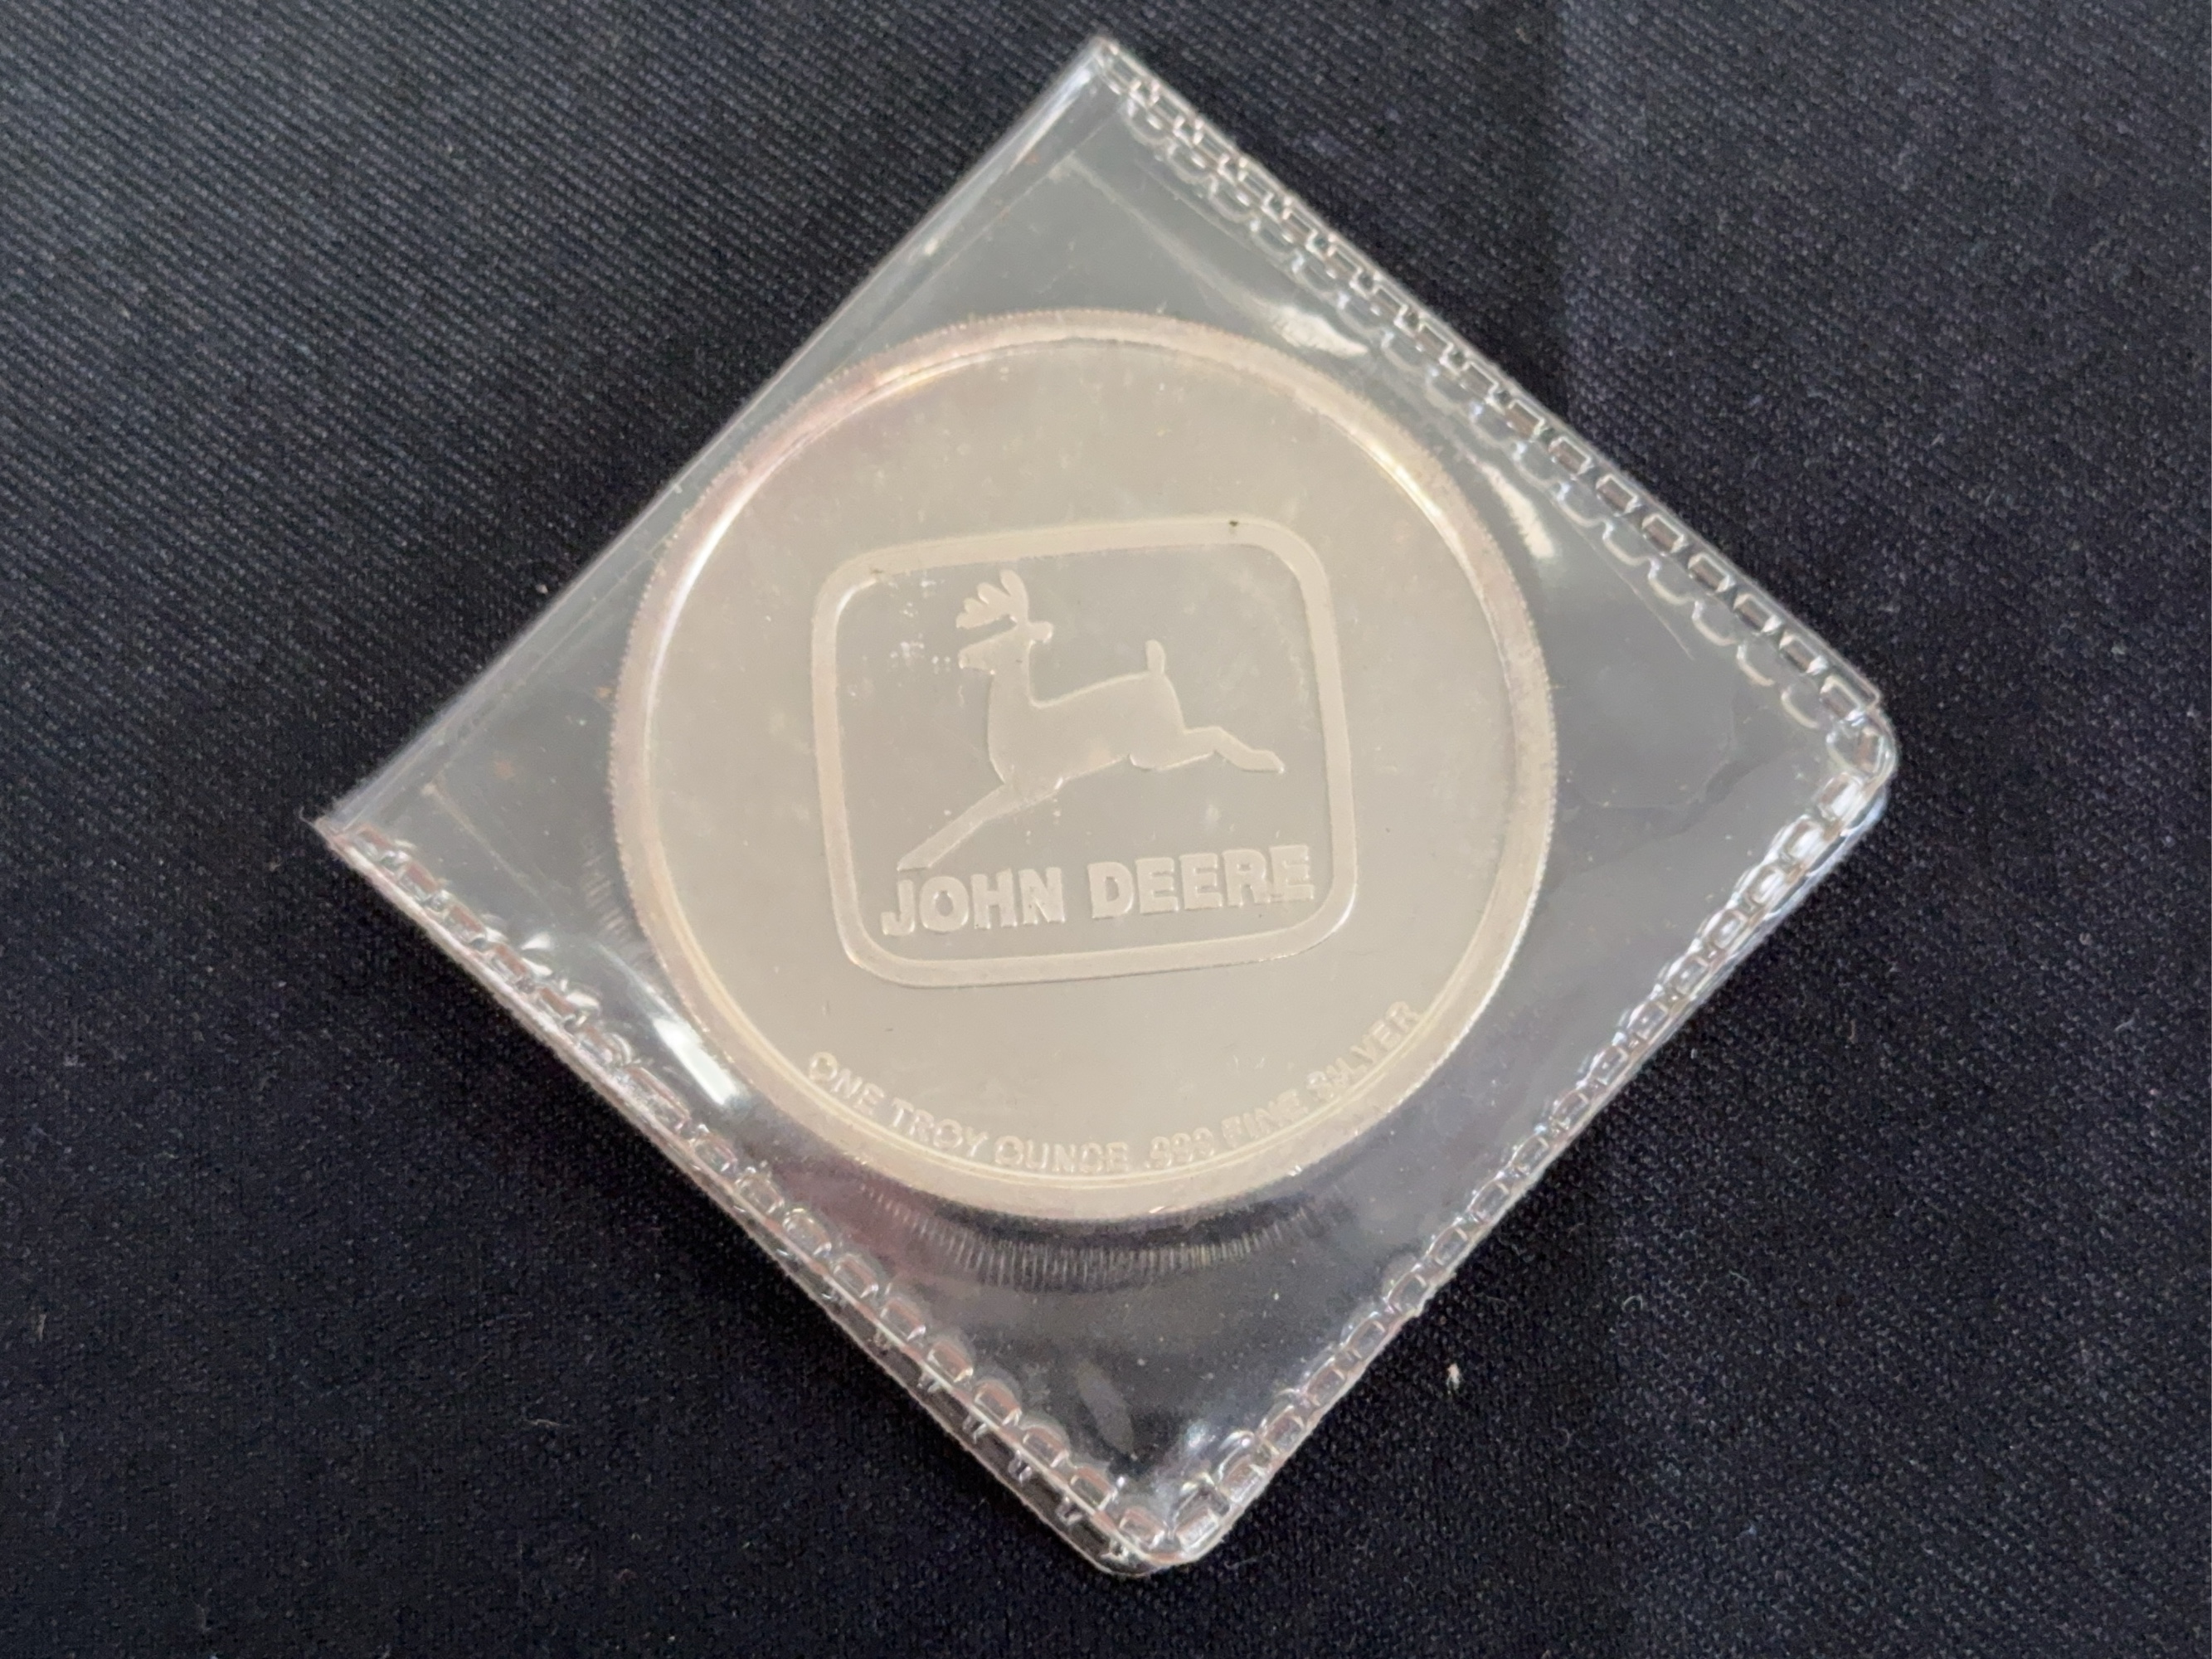 JOHN DEERE
ONE TROY OUNCE .999 FINE SILVER